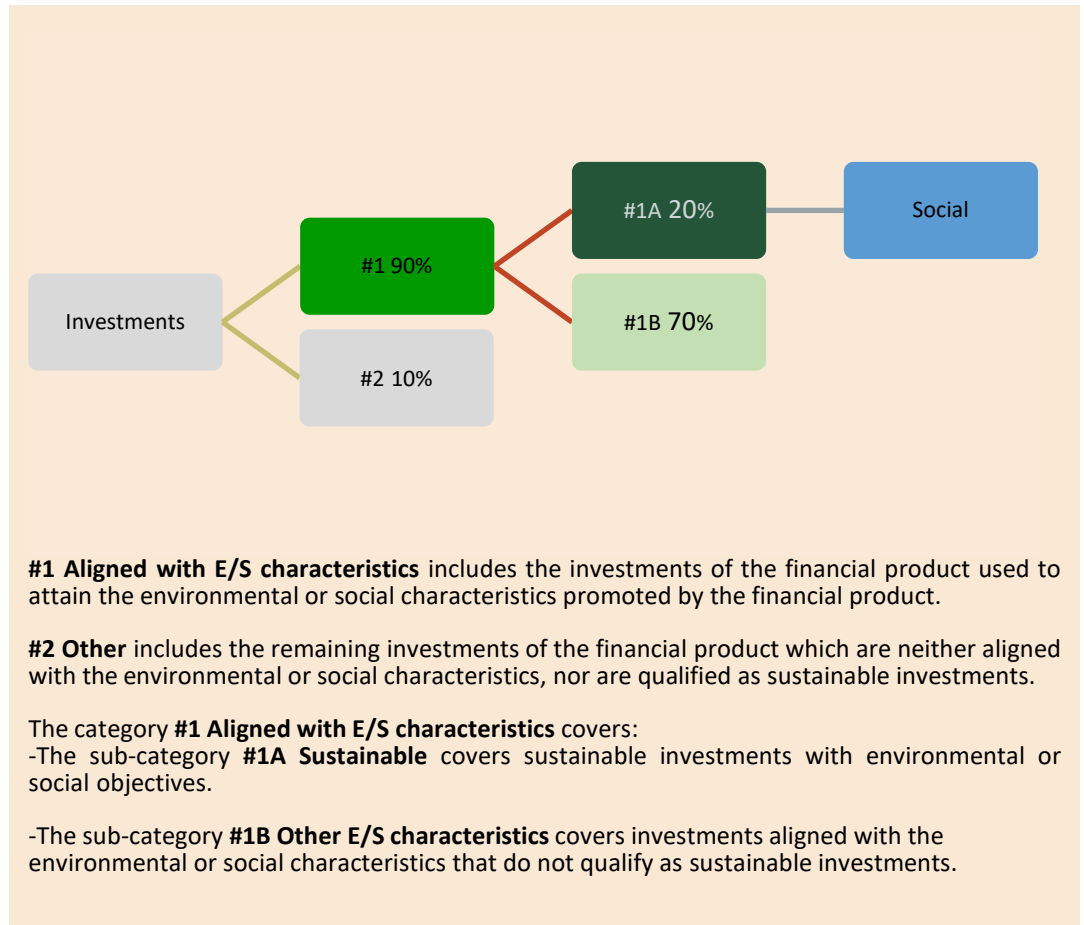 #1A 20%
Social
#1 90%
Investments
#1B 70%
#2 10%
#1 Aligned with E/S characteristics includes the investments of the financial product used to
attain the environmental or social characteristics promoted by the financial product.
#2 Other includes the remaining investments of the financial product which are neither aligned
with the environmental or social characteristics, nor are qualified as sustainable investments.
The category #1 Aligned with E/S characteristics covers:
-The sub-category #1A Sustainable covers sustainable investments with environmental or
social objectives.
-The sub-category #1B Other E/S characteristics covers investments aligned with the
environmental or social characteristics that do not qualify as sustainable investments.